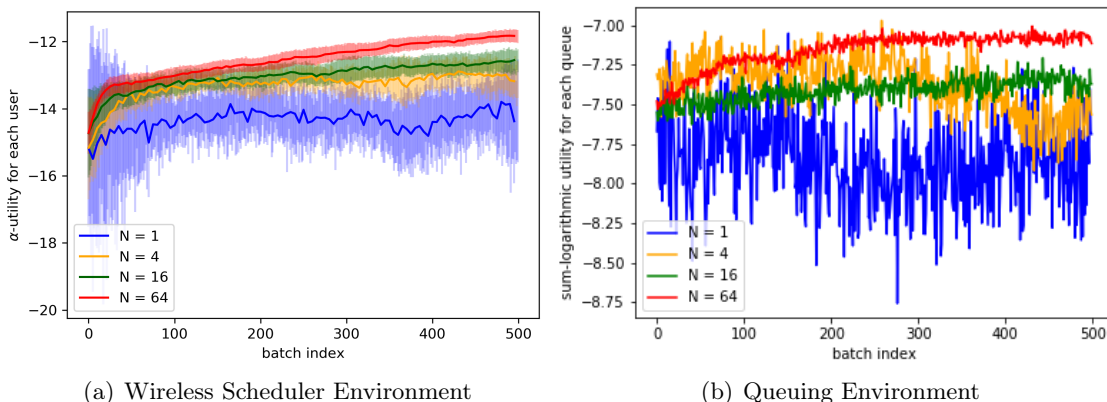 −12
−14
−16
−18
−20
α-utility for each user
N = 1
N = 4
N = 16
N = 64
0 100 200 300 400 500
batch index
(a) Wireless Scheduler Environment
−7.00
−7.25
−7.50
−7.75
−8.00
−8.25
−8.50
−8.75
sum-logarithmic utility for each queue
N = 1
N = 4
N = 16
N = 64
0 100 200 300 400 500
batch index
(b) Queuing Environment